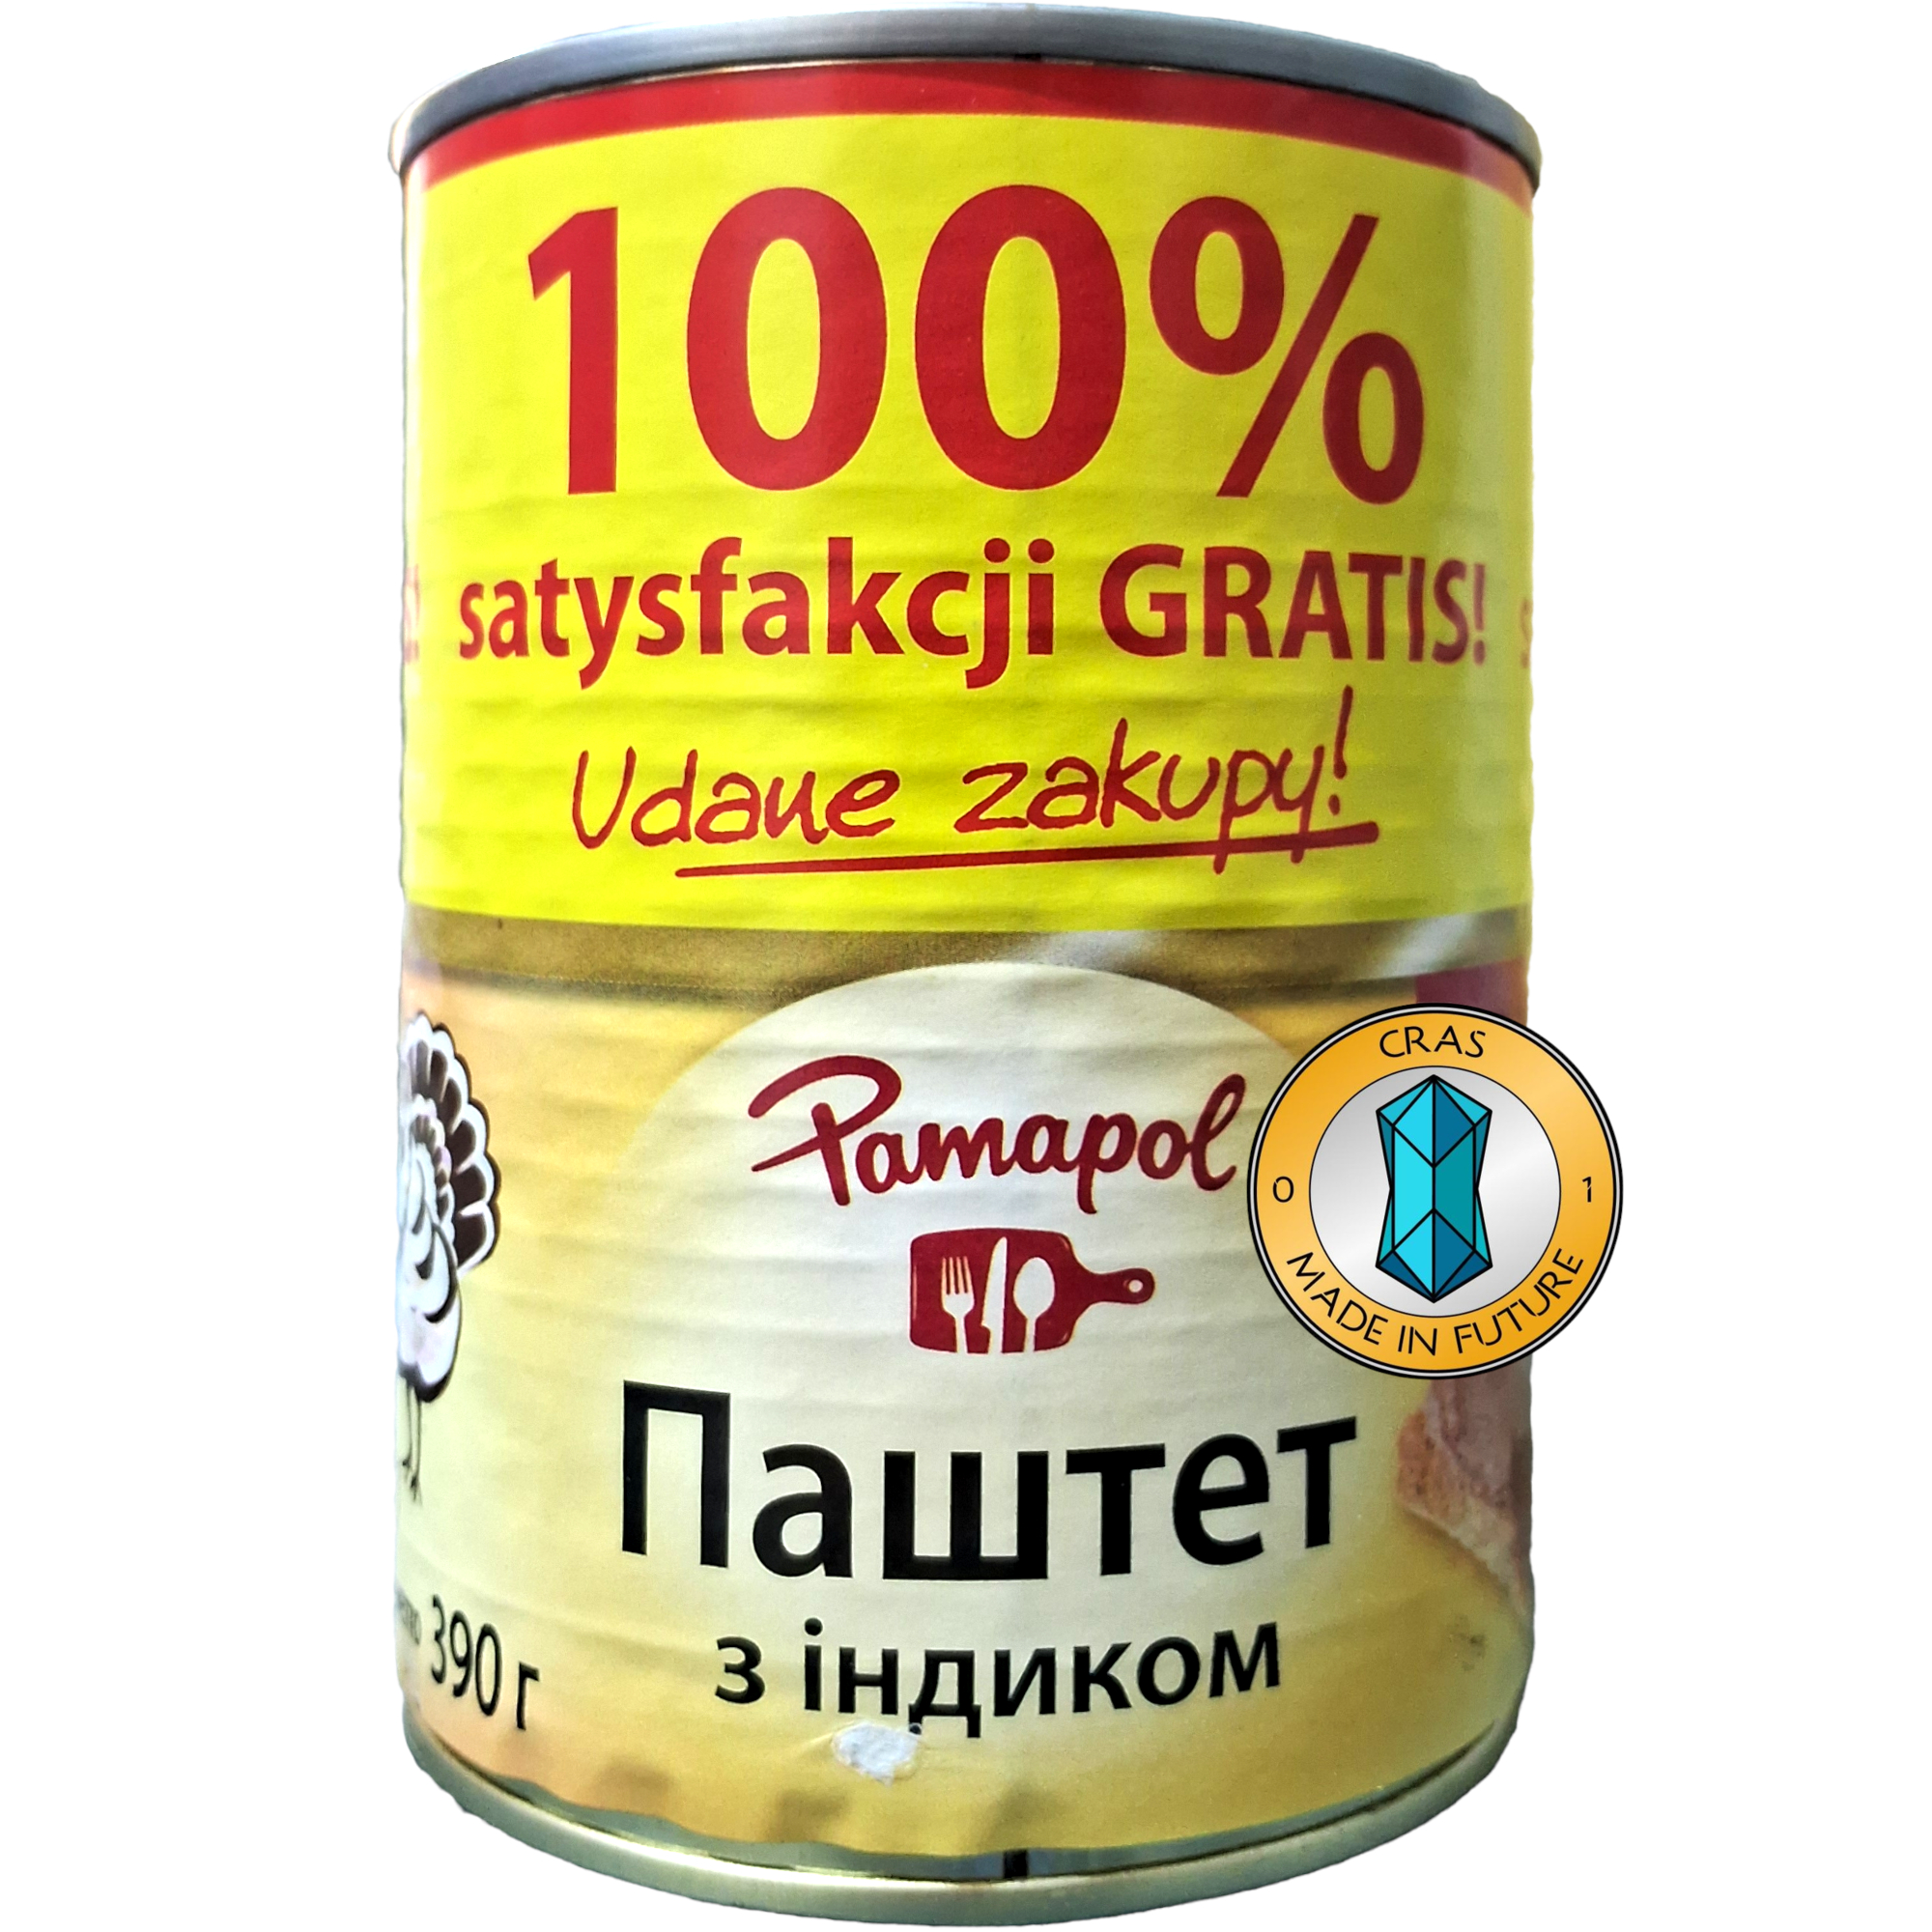 100%
satysfakcji GRATIS!
Udane zakupy!
Pamapol
CRAS
0 1
MADE IN FUTURE
Паштет
з індиком
390 г